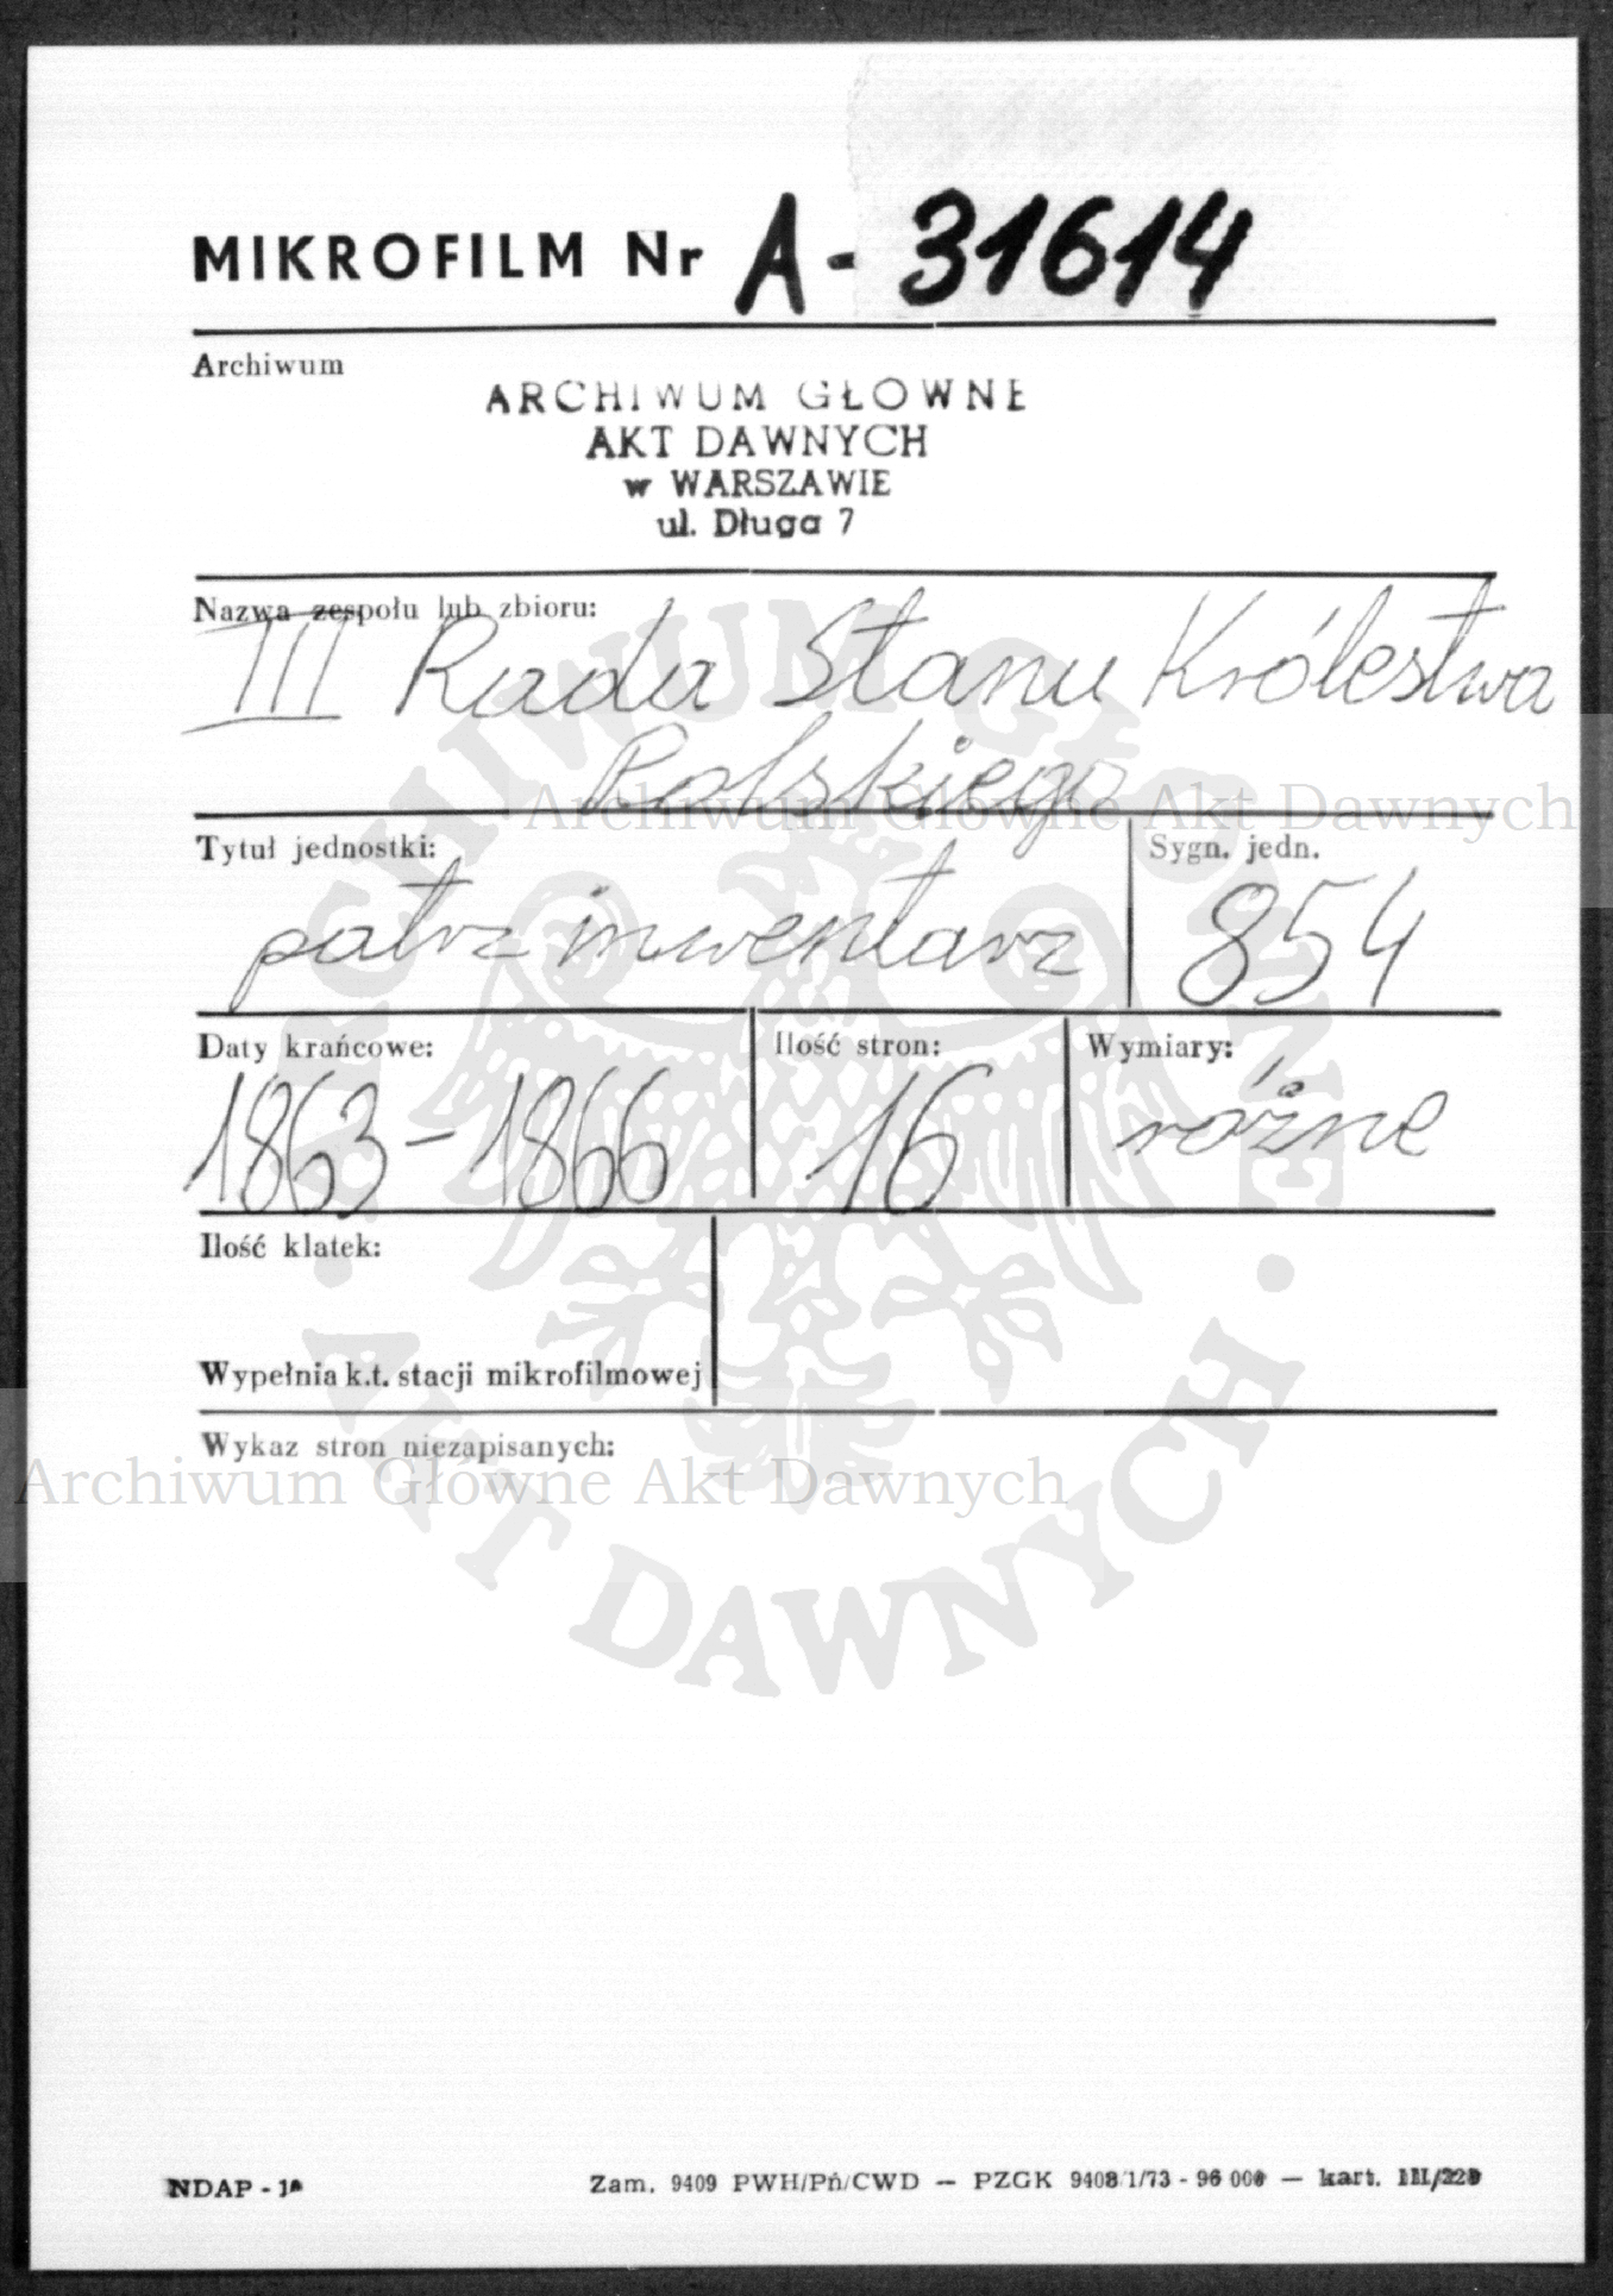 MIKROFILM Nr A - 31614
Archiwum
ARCHIWUM GŁOWNE
AKT DAWNYCH
w WARSZAWIE
ul. Długa 7
Nazwa zespołu lub zbioru:
III Rada Stanu Królestwa
Polskiego
Archiwum Główne Akt Dawnych
Tytuł jednostki:
patrz inwentarz
Sygn. jedn.
854
Daty krańcowe:
1863-1866
Ilość stron:
16
Wymiary:
różne
Ilość klatek:
Wypełnia k.t. stacji mikrofilmowej
Wykaz stron niezapisanych:
Archiwum Główne Akt Dawnych
ARCHIWUM GŁÓWNE
AKT DAWNYCH
NDAP - 1a
Zam. 9409 PWH/Pń/CWD — PZGK 9408/1/73 - 96 000 — kart. III/220